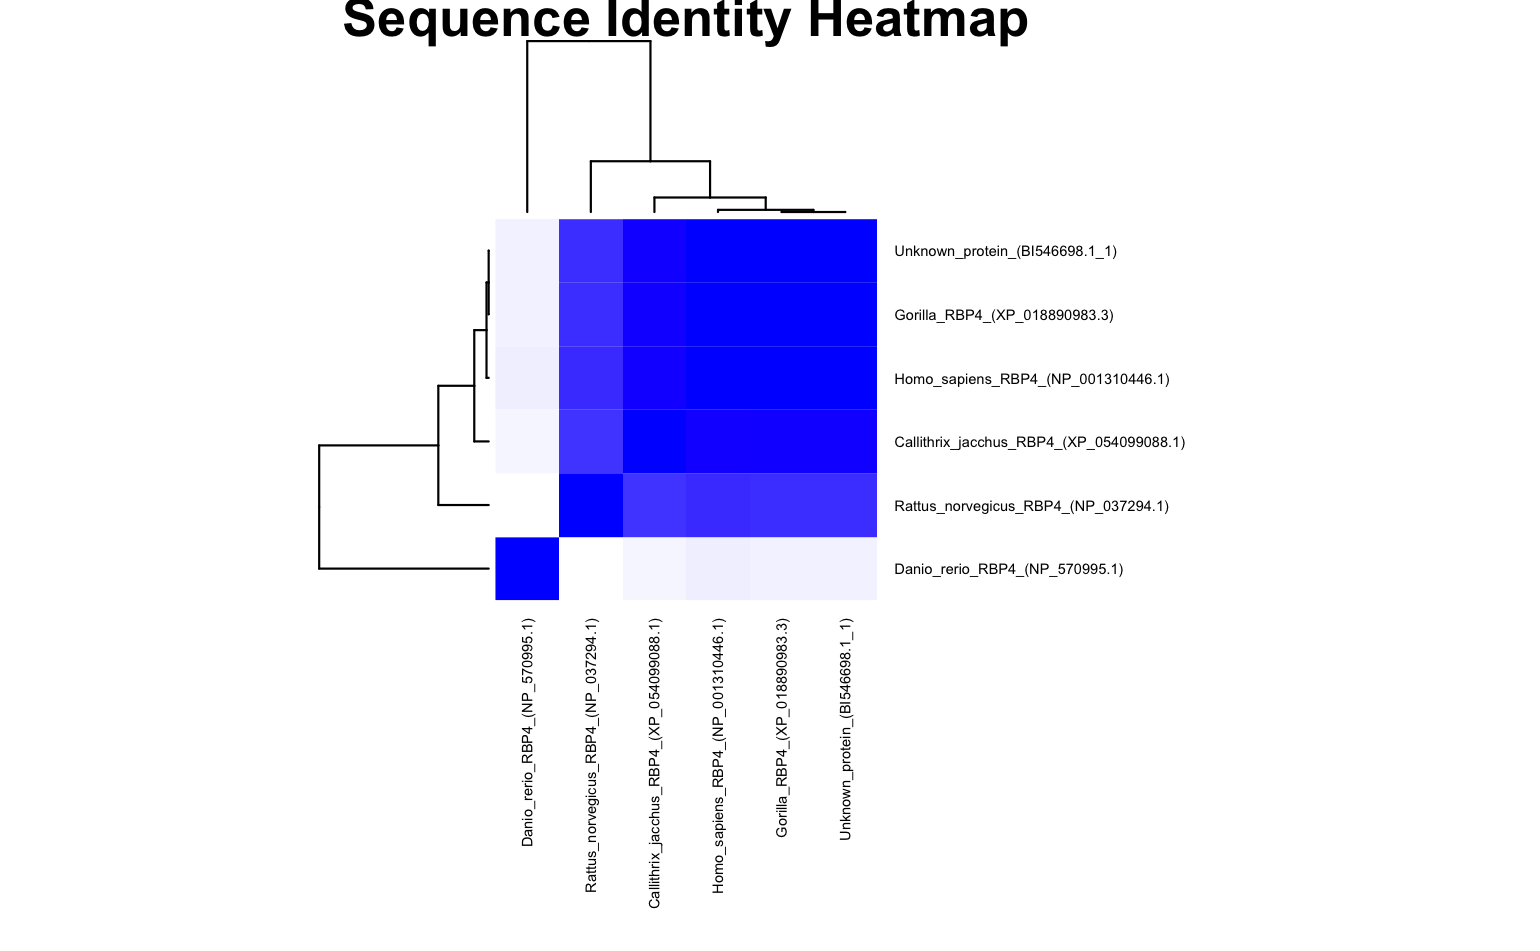 Sequence Identity Heatmap
Unknown_protein_(BI546698.1_1)
Gorilla_RBP4_(XP_018890983.3)
Homo_sapiens_RBP4_(NP_001310446.1)
Callithrix_jacchus_RBP4_(XP_054099088.1)
Rattus_norvegicus_RBP4_(NP_037294.1)
Danio_rerio_RBP4_(NP_570995.1)
Danio_rerio_RBP4_(NP_570995.1)
Rattus_norvegicus_RBP4_(NP_037294.1)
Callithrix_jacchus_RBP4_(XP_054099088.1)
Homo_sapiens_RBP4_(NP_001310446.1)
Gorilla_RBP4_(XP_018890983.3)
Unknown_protein_(BI546698.1_1)